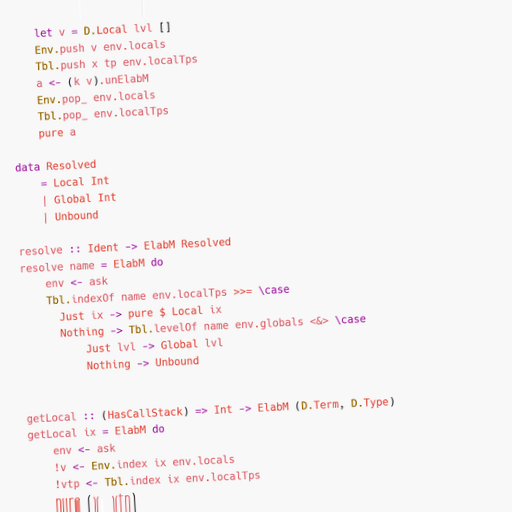 let v = D.Local lvl []
Env.push v env.locals
Tbl.push x tp env.localTps
a <- (k v).unElabM
Env.pop_ env.locals
Tbl.pop_ env.localTps
pure a
data Resolved
= Local Int
| Global Int
| Unbound
resolve :: Ident -> ElabM Resolved
resolve name = ElabM do
env <- ask
Tbl.indexOf name env.localTps >>= \case
Just ix -> pure $ Local ix
Nothing -> Tbl.levelOf name env.globals <&> \case
Just lvl -> Global lvl
Nothing -> Unbound
getLocal :: (HasCallStack) => Int -> ElabM (D.Term, D.Type)
getLocal ix = ElabM do
env <- ask
!v <- Env.index ix env.locals
!vtp <- Tbl.index ix env.localTps